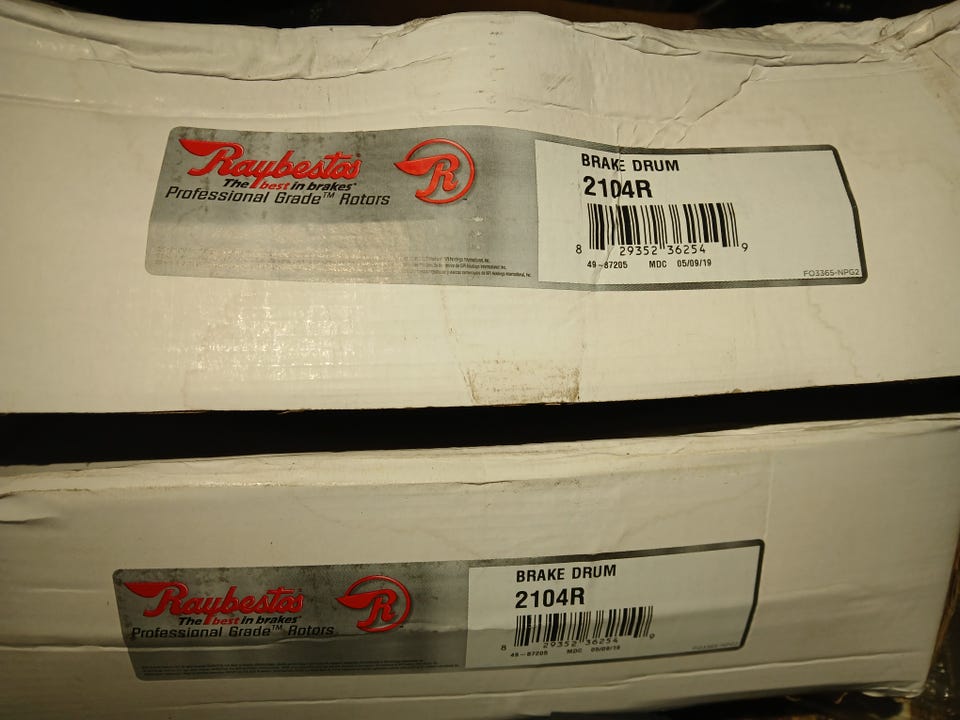 Raybestos
The best in brakes®
Professional Grade™ Rotors
R
BRAKE DRUM
2104R
8 29352 36254 9
49-87205 MDC 05/09/19
FO3365-NPG2
Raybestos
The best in brakes®
Professional Grade™ Rotors
R
BRAKE DRUM
2104R
8 29352 36254 9
49-87205 MDC 05/09/19
FO3365-NPG2